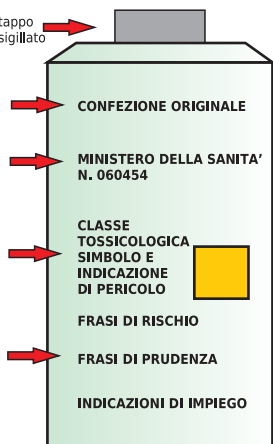 tappo
sigillato
CONFEZIONE ORIGINALE
MINISTERO DELLA SANITA'
N. 060454
CLASSE
TOSSICOLOGICA
SIMBOLO E
INDICAZIONE
DI PERICOLO
FRASI DI RISCHIO
FRASI DI PRUDENZA
INDICAZIONI DI IMPIEGO